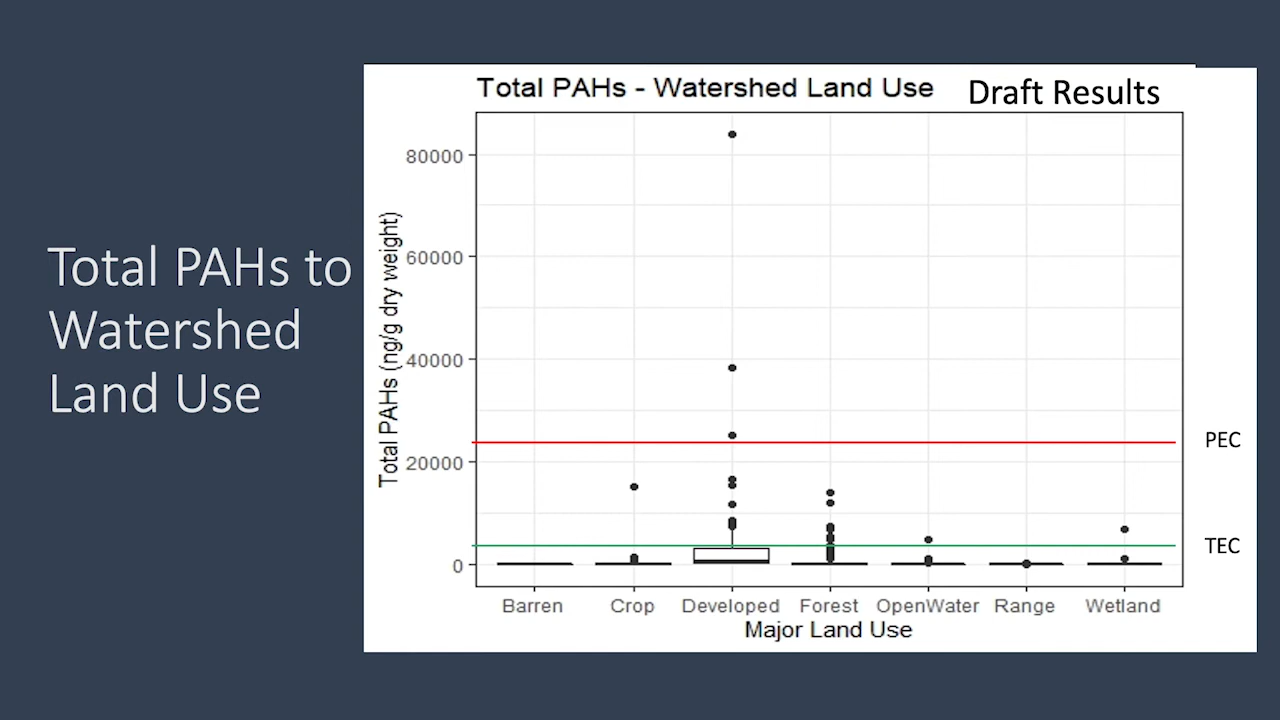 Total PAHs to
Watershed
Land Use
Total PAHs - Watershed Land Use
Draft Results
Total PAHs (ng/g dry weight)
80000
60000
40000
20000
0
PEC
TEC
Barren Crop Developed Forest OpenWater Range Wetland
Major Land Use